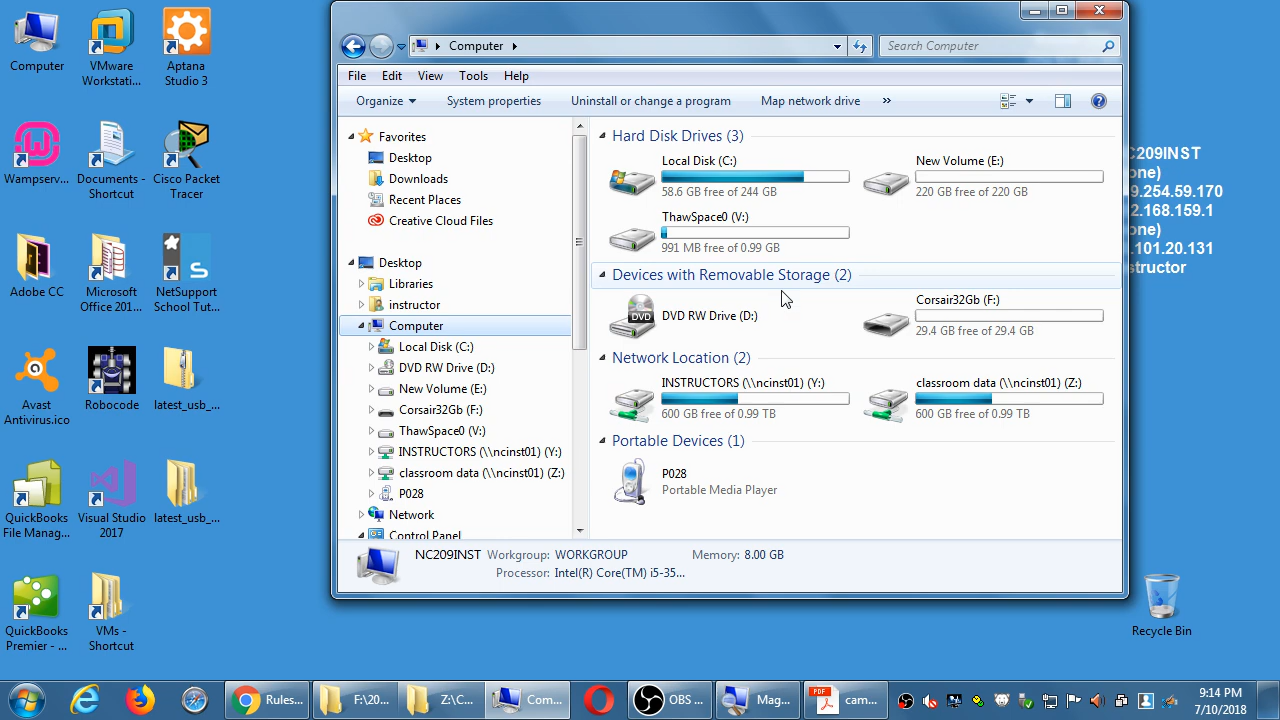 Computer
VMware
Workstati...
Aptana
Studio 3
Wampserv...
Documents -
Shortcut
Cisco Packet
Tracer
Adobe CC
Microsoft
Office 201...
NetSupport
School Tut...
Avast
Antivirus.ico
Robocode
latest_usb_...
QuickBooks
File Manag...
Visual Studio
2017
latest_usb_...
QuickBooks
Premier - ...
VMs -
Shortcut
Computer
Search Computer
File Edit View Tools Help
Organize System properties Uninstall or change a program Map network drive »
Favorites
Desktop
Downloads
Recent Places
Creative Cloud Files
Desktop
Libraries
instructor
Computer
Local Disk (C:)
DVD RW Drive (D:)
New Volume (E:)
Corsair32Gb (F:)
ThawSpace0 (V:)
INSTRUCTORS (\\ncinst01) (Y:)
classroom data (\\ncinst01) (Z:)
P028
Network
Control Panel
Hard Disk Drives (3)
Local Disk (C:)
58.6 GB free of 244 GB
New Volume (E:)
220 GB free of 220 GB
ThawSpace0 (V:)
991 MB free of 0.99 GB
Devices with Removable Storage (2)
DVD
DVD RW Drive (D:)
Corsair32Gb (F:)
29.4 GB free of 29.4 GB
Network Location (2)
INSTRUCTORS (\\ncinst01) (Y:)
600 GB free of 0.99 TB
classroom data (\\ncinst01) (Z:)
600 GB free of 0.99 TB
Portable Devices (1)
P028
Portable Media Player
NC209INST Workgroup: WORKGROUP Memory: 8.00 GB
Processor: Intel(R) Core(TM) i5-35...
C209INST
one)
9.254.59.170
2.168.159.1
one)
.101.20.131
structor
Recycle Bin
Rules...
F:\20...
Z:\C...
Com...
OBS ...
Mag...
PDF
cam...
9:14 PM
7/10/2018